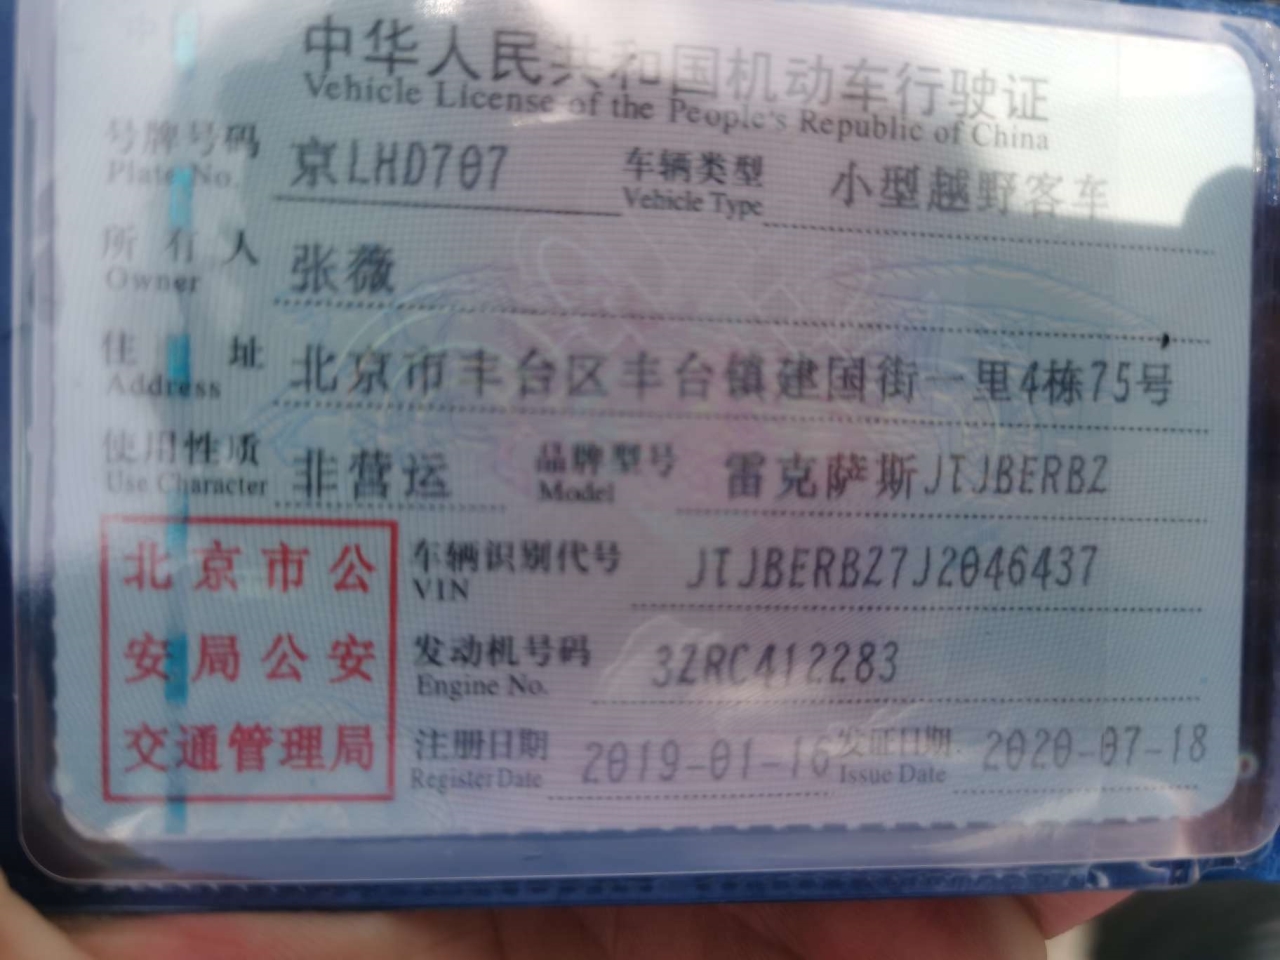 中华人民共和国机动车行驶证
Vehicle License of the People's Republic of China
号牌号码 京LHD707 车辆类型 小型越野客车
Plate No. Vehicle Type
所有人 张薇
Owner
住址 北京市丰台区丰台镇建国街一里4栋75号
Address
使用性质 非营运 品牌型号 雷克萨斯JTJBERBZ
Use Character Model
北京市公
安局公安
交通管理局
车辆识别代号 JTJBERBZ7J2046437
VIN
发动机号码 3ZRC412283
Engine No.
注册日期 2019-01-16 发证日期 2020-07-18
Register Date Issue Date